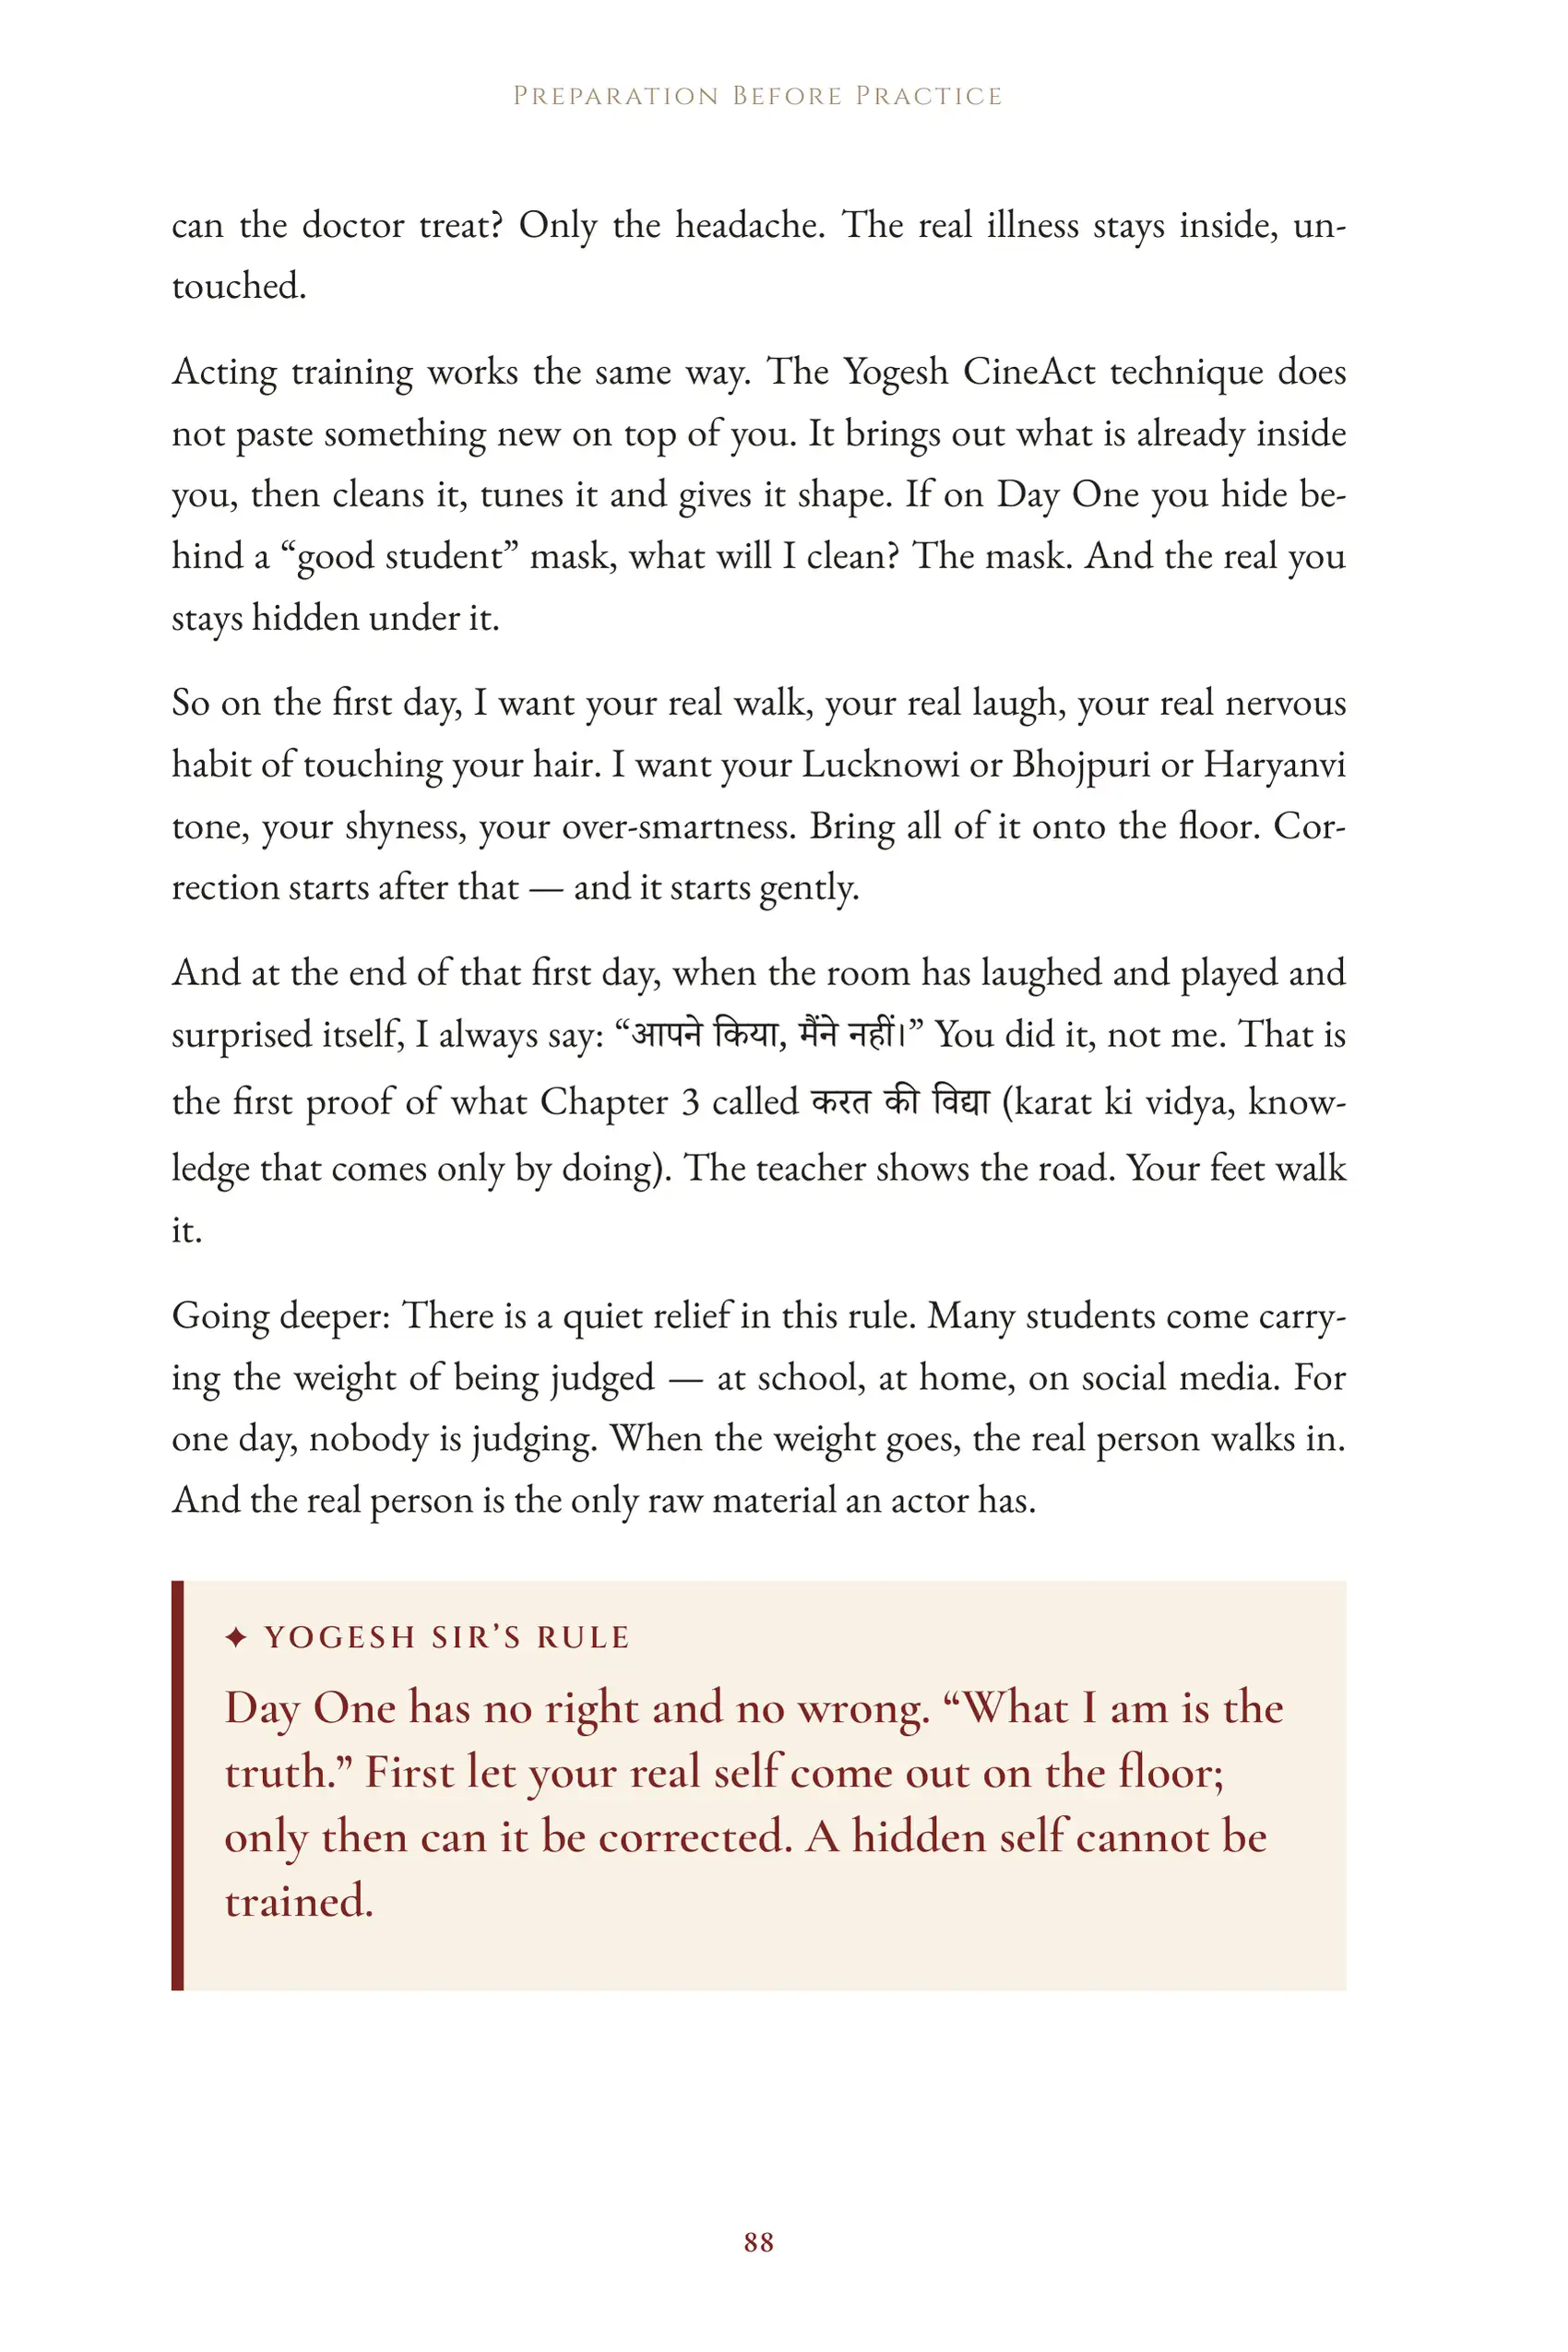 PREPARATION BEFORE PRACTICE
can the doctor treat? Only the headache. The real illness stays inside, un-
touched.
Acting training works the same way. The Yogesh CineAct technique does
not paste something new on top of you. It brings out what is already inside
you, then cleans it, tunes it and gives it shape. If on Day One you hide be-
hind a “good student” mask, what will I clean? The mask. And the real you
stays hidden under it.
So on the first day, I want your real walk, your real laugh, your real nervous
habit of touching your hair. I want your Lucknowi or Bhojpuri or Haryanvi
tone, your shyness, your over-smartness. Bring all of it onto the floor. Cor-
rection starts after that — and it starts gently.
And at the end of that first day, when the room has laughed and played and
surprised itself, I always say: “आपने किया, मैंने नहीं।” You did it, not me. That is
the first proof of what Chapter 3 called करत की विद्या (karat ki vidya, know-
ledge that comes only by doing). The teacher shows the road. Your feet walk
it.
Going deeper: There is a quiet relief in this rule. Many students come carry-
ing the weight of being judged — at school, at home, on social media. For
one day, nobody is judging. When the weight goes, the real person walks in.
And the real person is the only raw material an actor has.
✦ YOGESH SIR’S RULE
Day One has no right and no wrong. “What I am is the
truth.” First let your real self come out on the floor;
only then can it be corrected. A hidden self cannot be
trained.
88